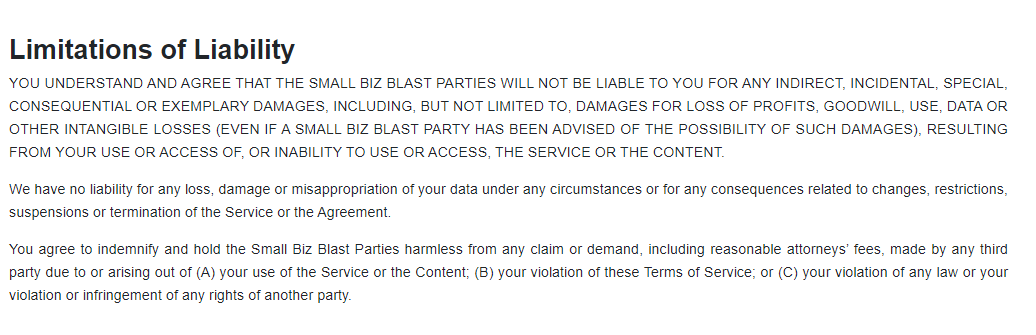 Limitations of Liability
YOU UNDERSTAND AND AGREE THAT THE SMALL BIZ BLAST PARTIES WILL NOT BE LIABLE TO YOU FOR ANY INDIRECT, INCIDENTAL, SPECIAL,
CONSEQUENTIAL OR EXEMPLARY DAMAGES, INCLUDING, BUT NOT LIMITED TO, DAMAGES FOR LOSS OF PROFITS, GOODWILL, USE, DATA OR
OTHER INTANGIBLE LOSSES (EVEN IF A SMALL BIZ BLAST PARTY HAS BEEN ADVISED OF THE POSSIBILITY OF SUCH DAMAGES), RESULTING
FROM YOUR USE OR ACCESS OF, OR INABILITY TO USE OR ACCESS, THE SERVICE OR THE CONTENT.
We have no liability for any loss, damage or misappropriation of your data under any circumstances or for any consequences related to changes, restrictions,
suspensions or termination of the Service or the Agreement.
You agree to indemnify and hold the Small Biz Blast Parties harmless from any claim or demand, including reasonable attorneys’ fees, made by any third
party due to or arising out of (A) your use of the Service or the Content; (B) your violation of these Terms of Service; or (C) your violation of any law or your
violation or infringement of any rights of another party.